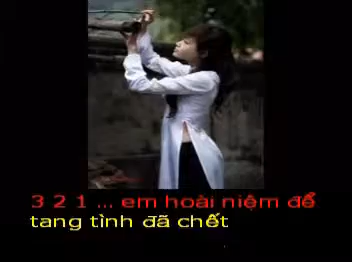 3 2 1 ... em hoài niệm để
tang tình đã chết